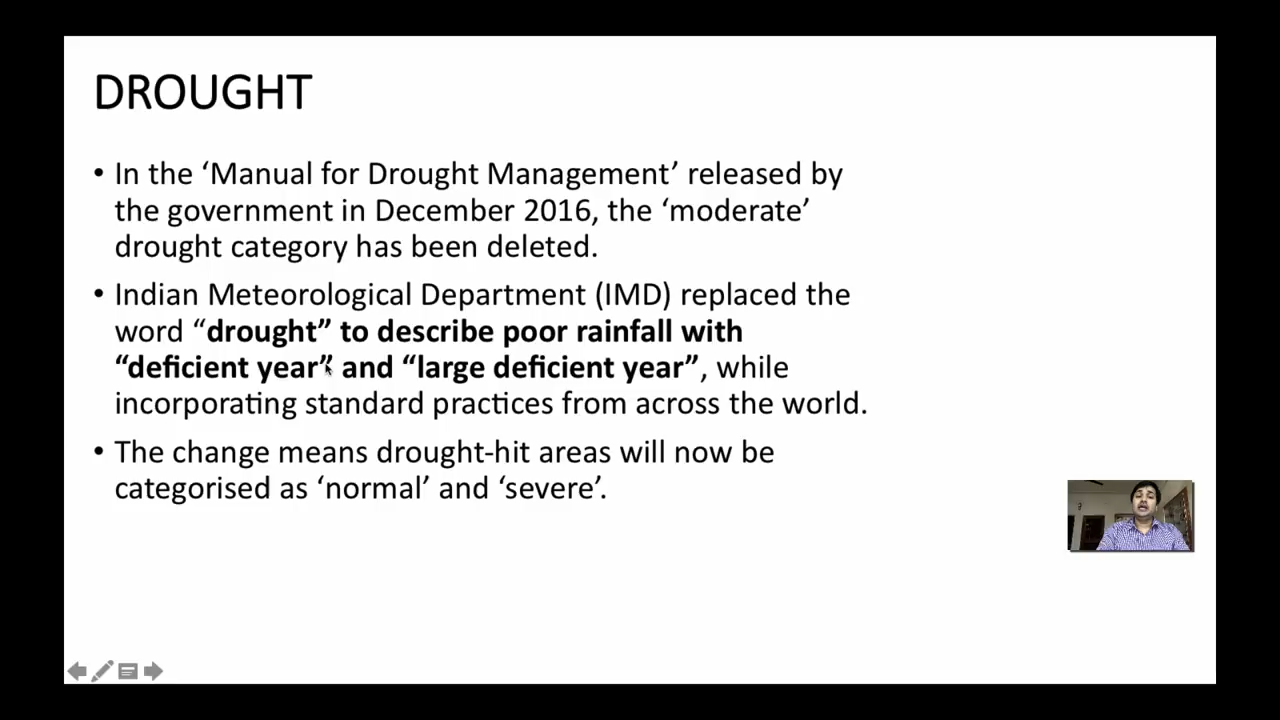 DROUGHT
• In the ‘Manual for Drought Management’ released by
the government in December 2016, the ‘moderate’
drought category has been deleted.
• Indian Meteorological Department (IMD) replaced the
word “drought” to describe poor rainfall with
“deficient year” and “large deficient year”, while
incorporating standard practices from across the world.
• The change means drought-hit areas will now be
categorised as ‘normal’ and ‘severe’.